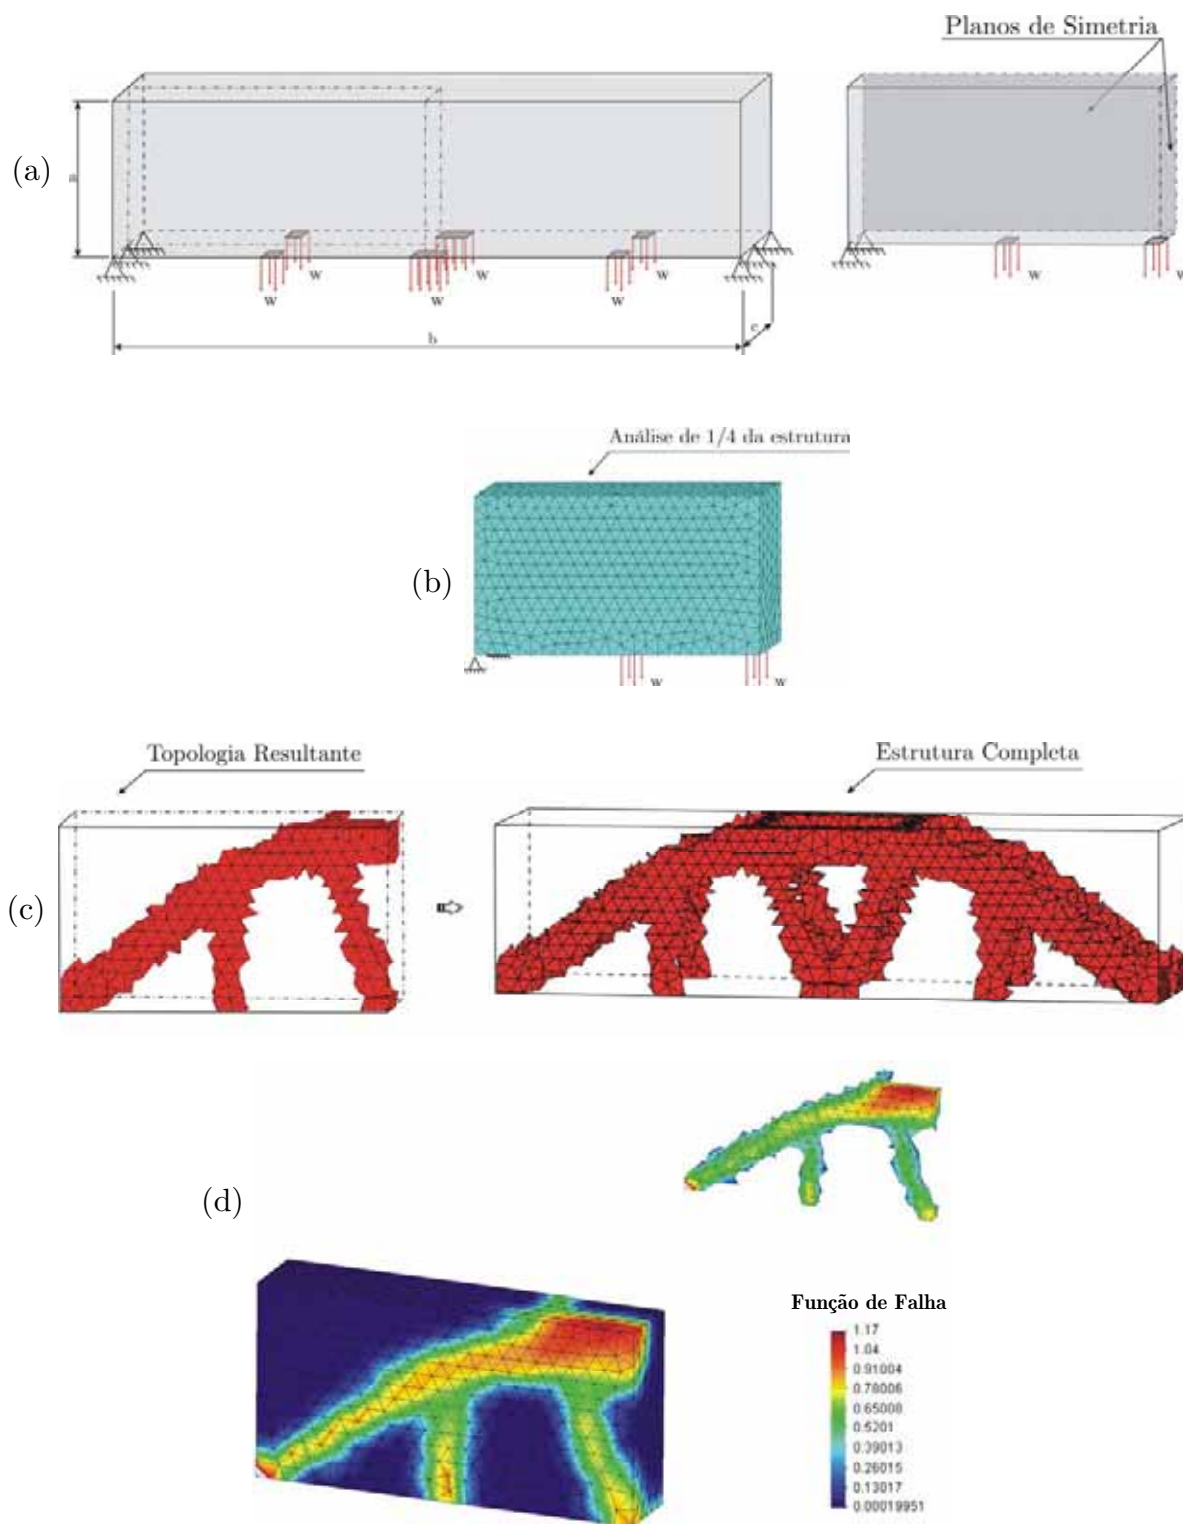 Planos de Simetria
(a)
a
w
w
w
w
w
w
w
w
b
c
Análise de 1/4 da estrutura
(b)
w
w
Topologia Resultante
Estrutura Completa
(c)
(d)
Função de Falha
1.17
1.04
0.91004
0.78006
0.65008
0.5201
0.39013
0.26015
0.13017
0.00019951